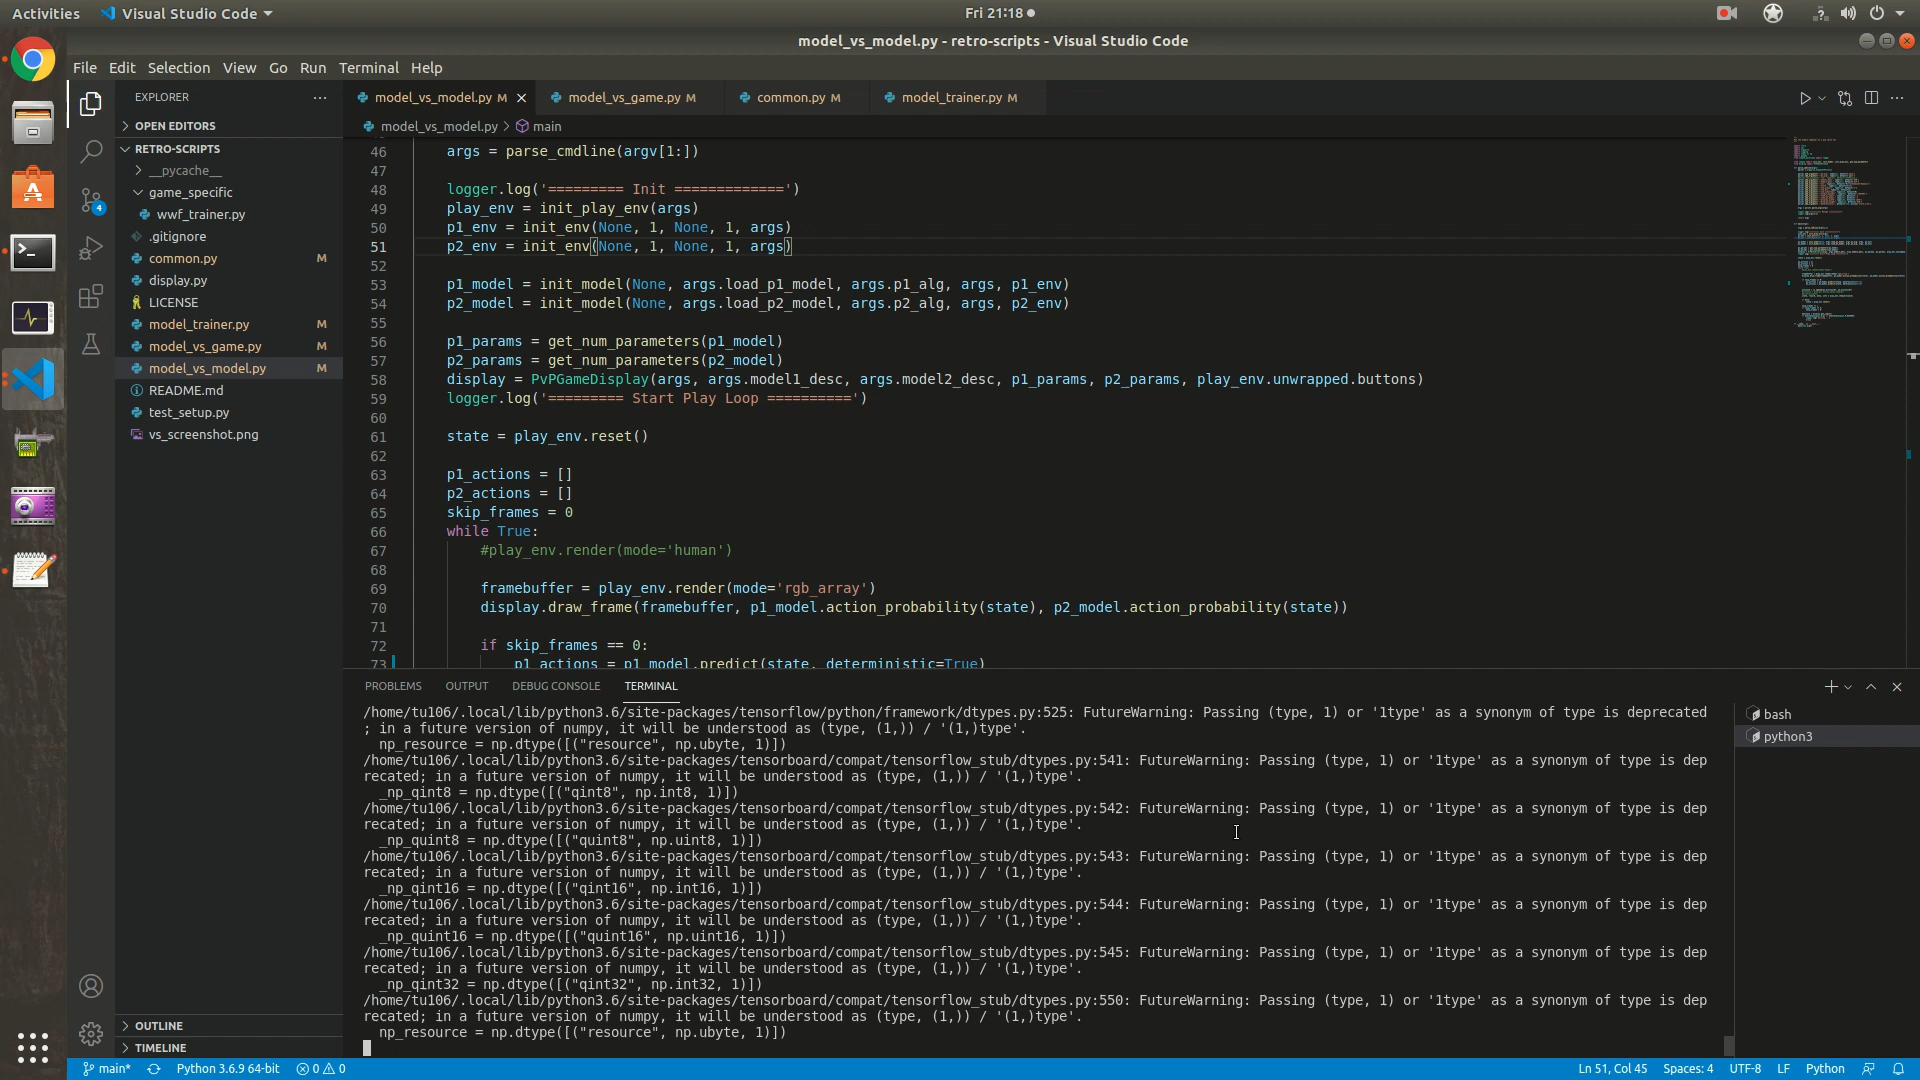 Activities
Visual Studio Code
Fri 21:18
model_vs_model.py - retro-scripts - Visual Studio Code
File Edit Selection View Go Run Terminal Help
EXPLORER
OPEN EDITORS
RETRO-SCRIPTS
__pycache__
game_specific
wwf_trainer.py
.gitignore
common.py M
display.py
LICENSE
model_trainer.py M
model_vs_game.py M
model_vs_model.py M
README.md
test_setup.py
vs_screenshot.png
OUTLINE
TIMELINE
4
model_vs_model.py M model_vs_game.py M common.py M model_trainer.py M
model_vs_model.py > main
46 args = parse_cmdline(argv[1:])
47
48 logger.log('========= Init =============')
49 play_env = init_play_env(args)
50 p1_env = init_env(None, 1, None, 1, args)
51 p2_env = init_env(None, 1, None, 1, args)
52
53 p1_model = init_model(None, args.load_p1_model, args.p1_alg, args, p1_env)
54 p2_model = init_model(None, args.load_p2_model, args.p2_alg, args, p2_env)
55
56 p1_params = get_num_parameters(p1_model)
57 p2_params = get_num_parameters(p2_model)
58 display = PvPGameDisplay(args, args.model1_desc, args.model2_desc, p1_params, p2_params, play_env.unwrapped.buttons)
59 logger.log('========= Start Play Loop ==========')
60
61 state = play_env.reset()
62
63 p1_actions = []
64 p2_actions = []
65 skip_frames = 0
66 while True:
67 #play_env.render(mode='human')
68
69 framebuffer = play_env.render(mode='rgb_array')
70 display.draw_frame(framebuffer, p1_model.action_probability(state), p2_model.action_probability(state))
71
72 if skip_frames == 0:
73 p1_actions = p1_model.predict(state, deterministic=True)
PROBLEMS OUTPUT DEBUG CONSOLE TERMINAL
/home/tu106/.local/lib/python3.6/site-packages/tensorflow/python/framework/dtypes.py:525: FutureWarning: Passing (type, 1) or '1type' as a synonym of type is deprecated
; in a future version of numpy, it will be understood as (type, (1,)) / '(1,)type'.
np_resource = np.dtype([("resource", np.ubyte, 1)])
/home/tu106/.local/lib/python3.6/site-packages/tensorboard/compat/tensorflow_stub/dtypes.py:541: FutureWarning: Passing (type, 1) or '1type' as a synonym of type is dep
recated; in a future version of numpy, it will be understood as (type, (1,)) / '(1,)type'.
_np_qint8 = np.dtype([("qint8", np.int8, 1)])
/home/tu106/.local/lib/python3.6/site-packages/tensorboard/compat/tensorflow_stub/dtypes.py:542: FutureWarning: Passing (type, 1) or '1type' as a synonym of type is dep
recated; in a future version of numpy, it will be understood as (type, (1,)) / '(1,)type'.
_np_quint8 = np.dtype([("quint8", np.uint8, 1)])
/home/tu106/.local/lib/python3.6/site-packages/tensorboard/compat/tensorflow_stub/dtypes.py:543: FutureWarning: Passing (type, 1) or '1type' as a synonym of type is dep
recated; in a future version of numpy, it will be understood as (type, (1,)) / '(1,)type'.
_np_qint16 = np.dtype([("qint16", np.int16, 1)])
/home/tu106/.local/lib/python3.6/site-packages/tensorboard/compat/tensorflow_stub/dtypes.py:544: FutureWarning: Passing (type, 1) or '1type' as a synonym of type is dep
recated; in a future version of numpy, it will be understood as (type, (1,)) / '(1,)type'.
_np_quint16 = np.dtype([("quint16", np.uint16, 1)])
/home/tu106/.local/lib/python3.6/site-packages/tensorboard/compat/tensorflow_stub/dtypes.py:545: FutureWarning: Passing (type, 1) or '1type' as a synonym of type is dep
recated; in a future version of numpy, it will be understood as (type, (1,)) / '(1,)type'.
_np_qint32 = np.dtype([("qint32", np.int32, 1)])
/home/tu106/.local/lib/python3.6/site-packages/tensorboard/compat/tensorflow_stub/dtypes.py:550: FutureWarning: Passing (type, 1) or '1type' as a synonym of type is dep
recated; in a future version of numpy, it will be understood as (type, (1,)) / '(1,)type'.
np_resource = np.dtype([("resource", np.ubyte, 1)])
bash
python3
main* Python 3.6.9 64-bit 0 0 Ln 51, Col 45 Spaces: 4 UTF-8 LF Python